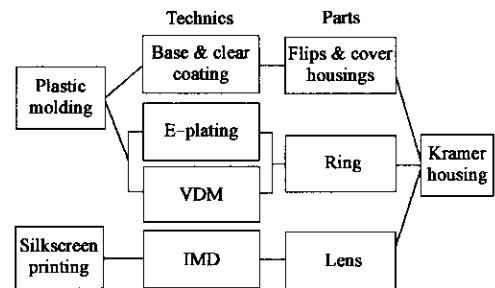 Technics Parts
Base & clear
coating
Flips & cover
housings
Plastic
molding
E-plating
VDM
Ring
Kramer
housing
Silkscreen
printing
IMD
Lens